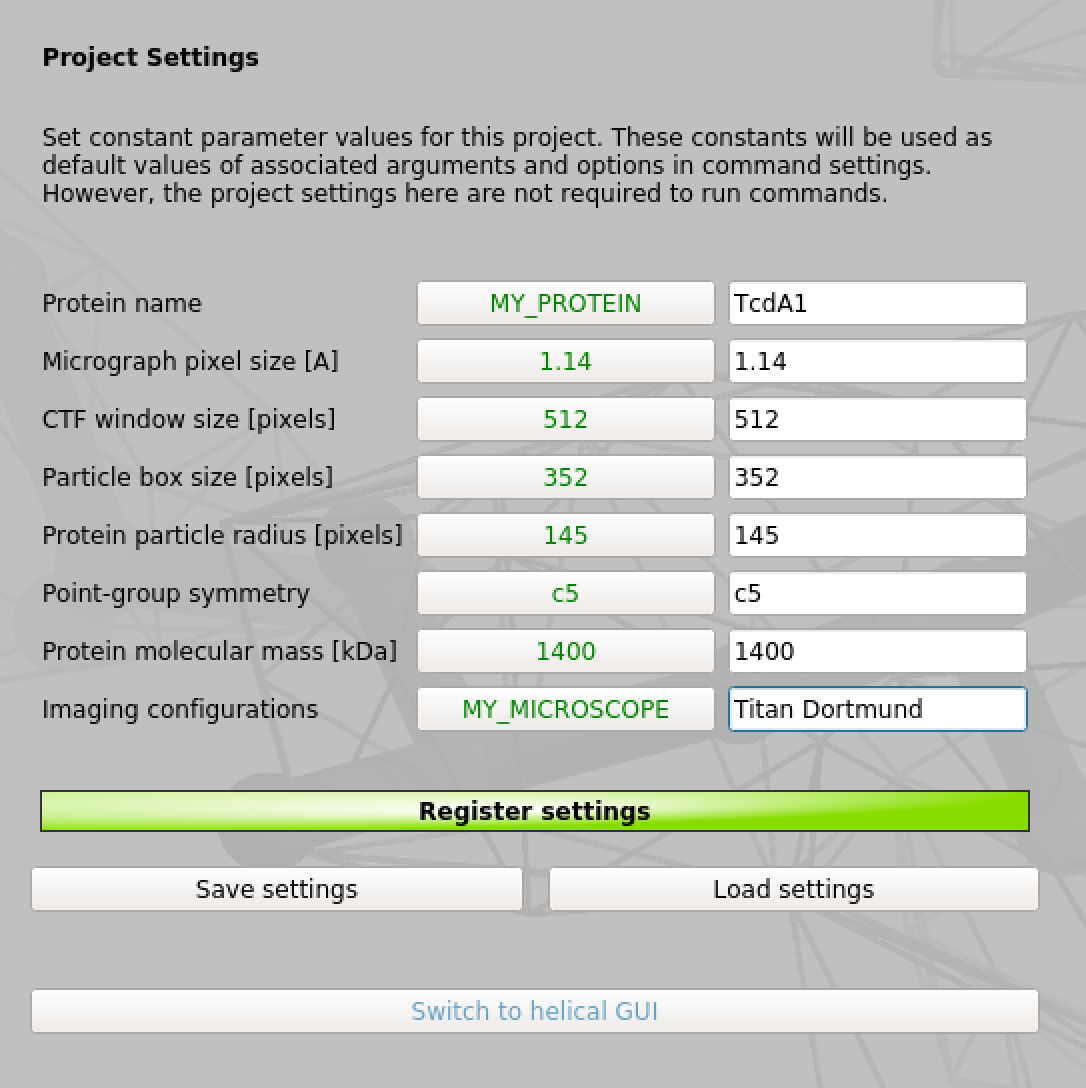 Project Settings
Set constant parameter values for this project. These constants will be used as
default values of associated arguments and options in command settings.
However, the project settings here are not required to run commands.
Protein name MY_PROTEIN TcdA1
Micrograph pixel size [A] 1.14 1.14
CTF window size [pixels] 512 512
Particle box size [pixels] 352 352
Protein particle radius [pixels] 145 145
Point-group symmetry c5 c5
Protein molecular mass [kDa] 1400 1400
Imaging configurations MY_MICROSCOPE Titan Dortmund
Register settings
Save settings Load settings
Switch to helical GUI